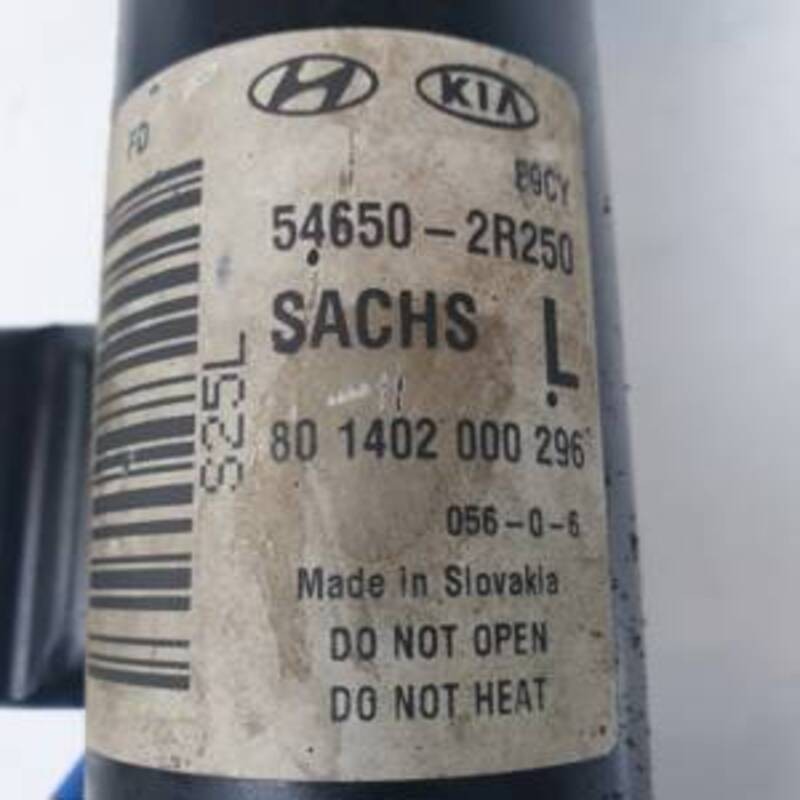 KIA
FD
89CY
54650-2R250
SACHS L
S25L
80 1402 000 296
056-0-6
Made in Slovakia
DO NOT OPEN
DO NOT HEAT